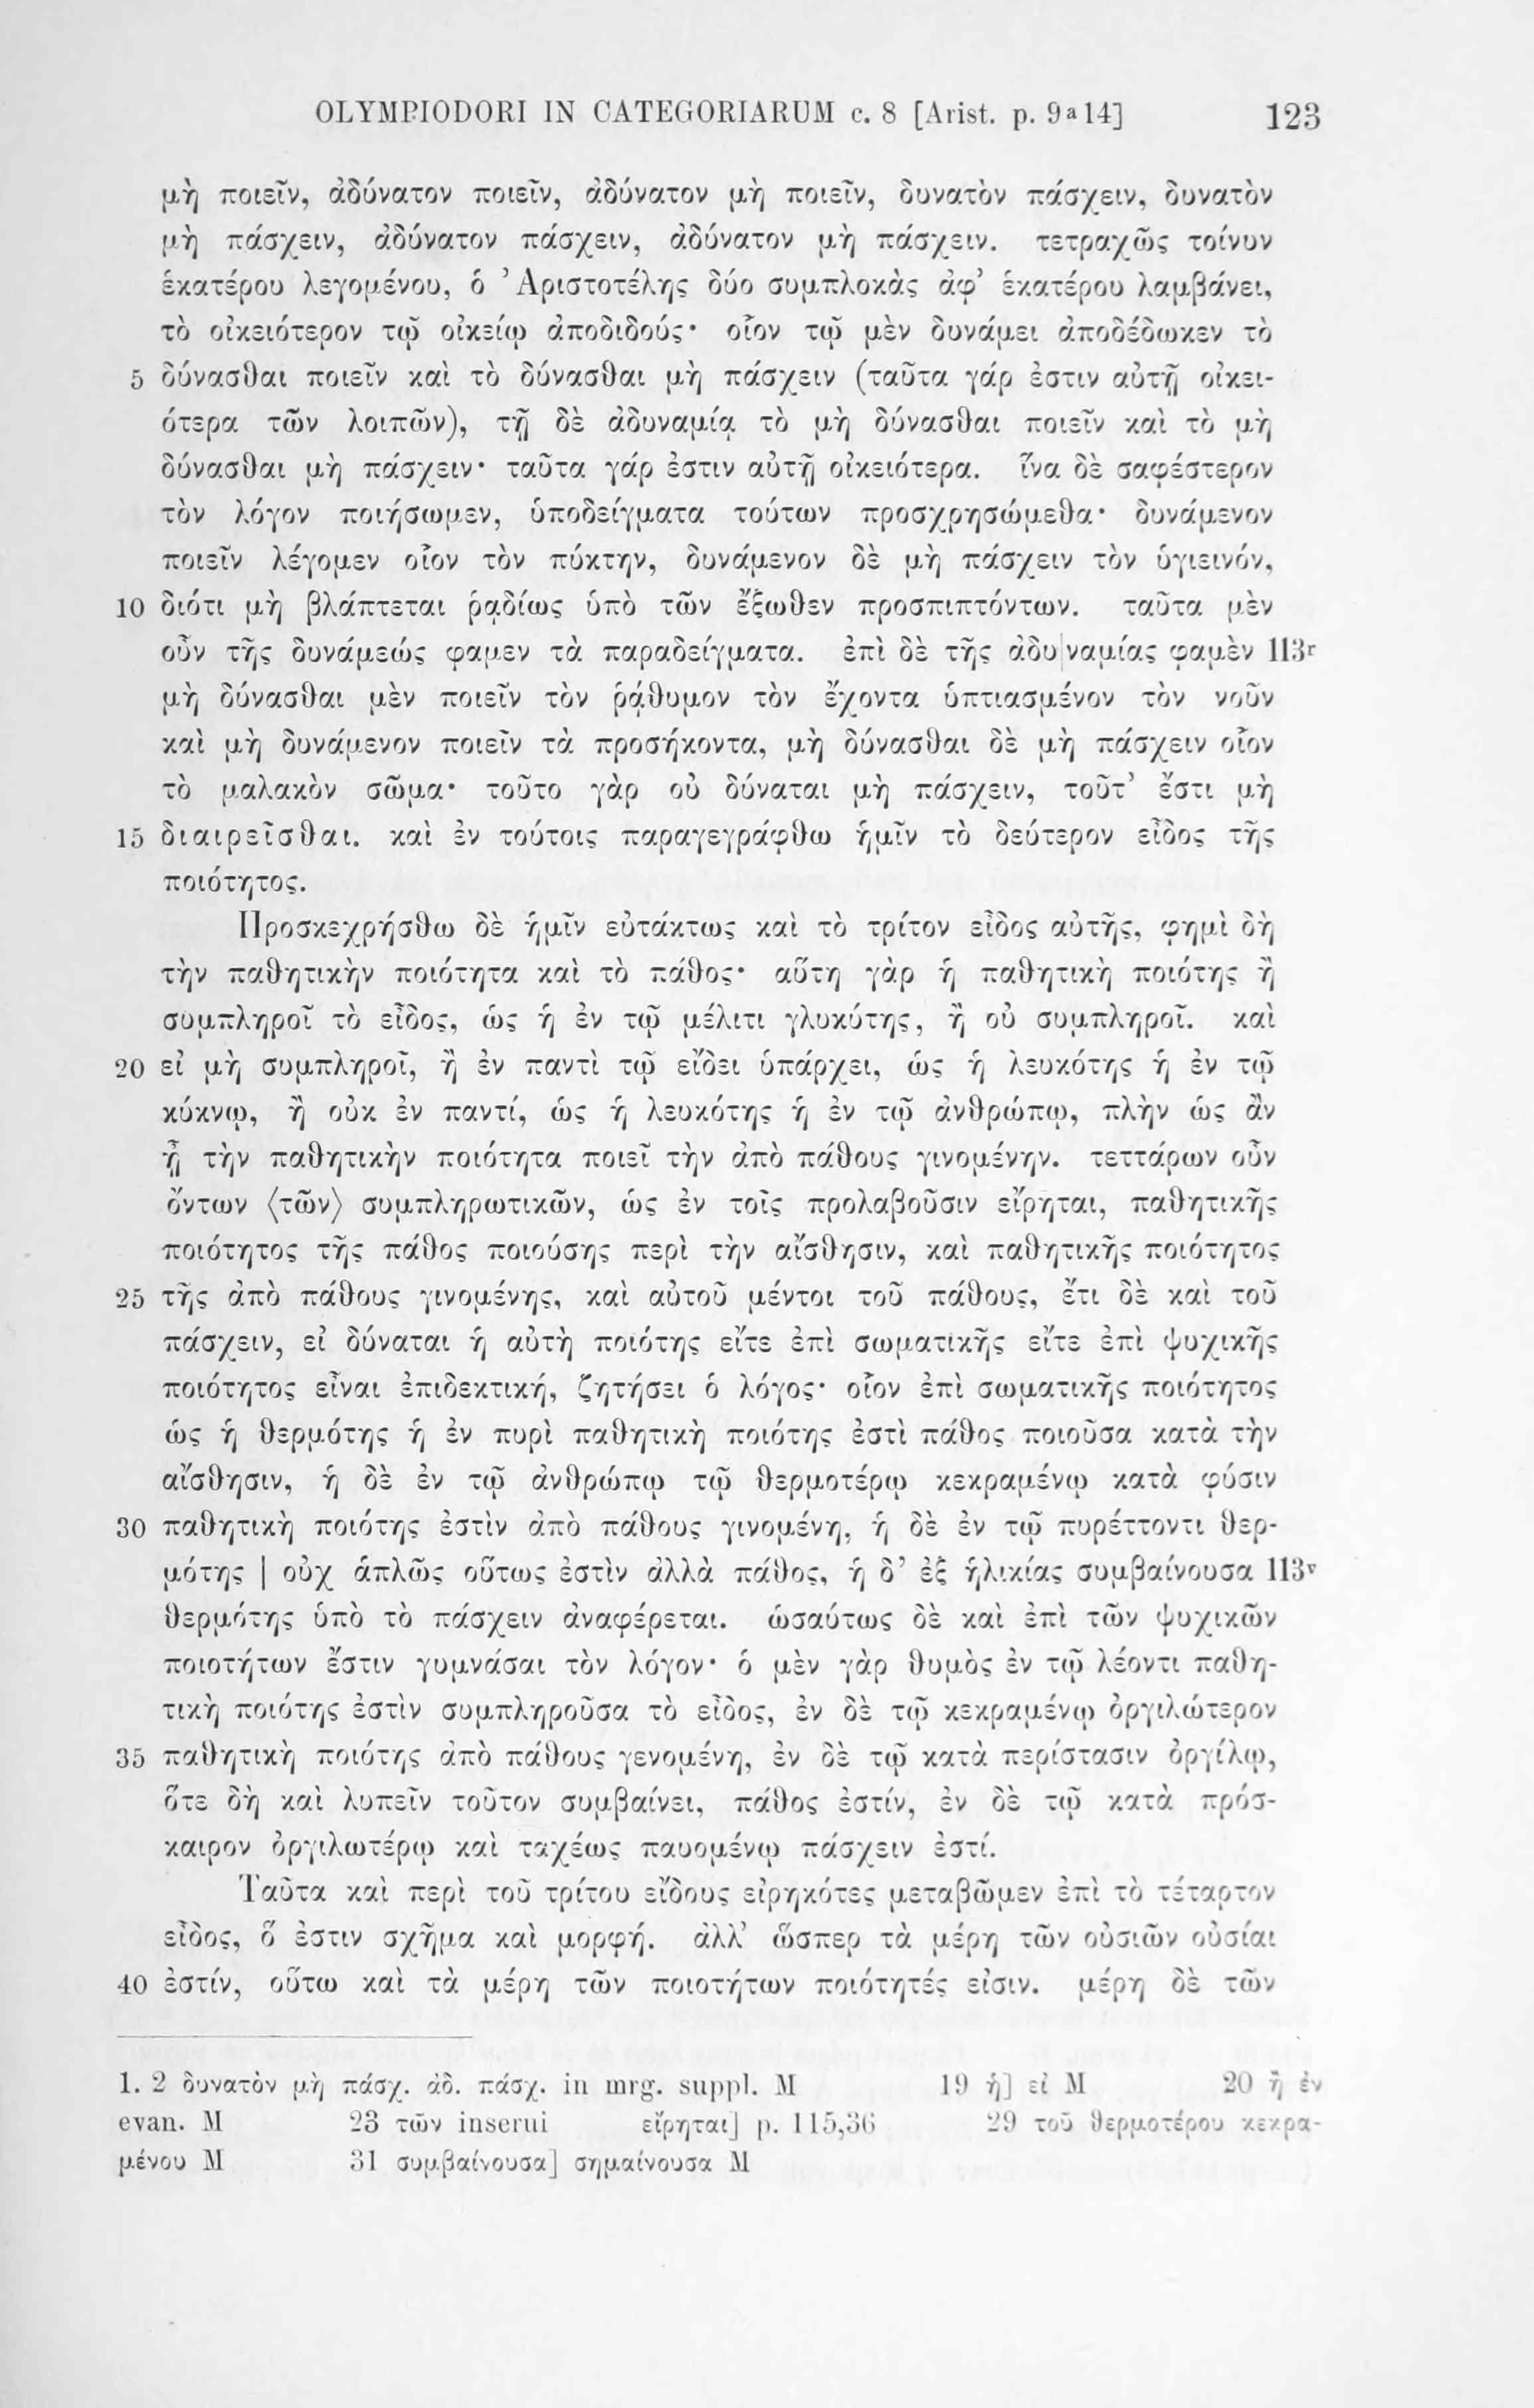 OLYMPIODORI IN CATEGORIARUM c. 8 [Arist. p. 9a14] 123
μὴ ποιεῖν, ἀδύνατον ποιεῖν, ἀδύνατον μὴ ποιεῖν, δυνατὸν πάσχειν, δυνατὸν
μὴ πάσχειν, ἀδύνατον πάσχειν, ἀδύνατον μὴ πάσχειν. τετραχῶς τοίνυν
ἑκατέρου λεγομένου, ὁ Ἀριστοτέλης δύο συμπλοκὰς ἀφ’ ἑκατέρου λαμβάνει,
τὸ οἰκειότερον τῷ οἰκείῳ ἀποδιδούς· οἷον τῷ μὲν δυνάμει ἀποδέδωκεν τὸ
5 δύνασθαι ποιεῖν καὶ τὸ δύνασθαι μὴ πάσχειν (ταῦτα γάρ ἐστιν αὐτῇ οἰκει-
ότερα τῶν λοιπῶν), τῇ δὲ ἀδυναμίᾳ τὸ μὴ δύνασθαι ποιεῖν καὶ τὸ μὴ
δύνασθαι μὴ πάσχειν· ταῦτα γάρ ἐστιν αὐτῇ οἰκειότερα. ἵνα δὲ σαφέστερον
τὸν λόγον ποιήσωμεν, ὑποδείγματα τούτων προσχρησώμεθα· δυνάμενον
ποιεῖν λέγομεν οἷον τὸν πύκτην, δυνάμενον δὲ μὴ πάσχειν τὸν ὑγιεινόν,
10 διότι μὴ βλάπτεται ῥᾳδίως ὑπὸ τῶν ἔξωθεν προσπιπτόντων. ταῦτα μὲν
οὖν τῆς δυνάμεώς φαμεν τὰ παραδείγματα. ἐπὶ δὲ τῆς ἀδυ|ναμίας φαμὲν 113r
μὴ δύνασθαι μὲν ποιεῖν τὸν ῥᾴθυμον τὸν ἔχοντα ὑπτιασμένον τὸν νοῦν
καὶ μὴ δυνάμενον ποιεῖν τὰ προσήκοντα, μὴ δύνασθαι δὲ μὴ πάσχειν οἷον
τὸ μαλακὸν σῶμα· τοῦτο γὰρ οὐ δύναται μὴ πάσχειν, τοῦτ’ ἔστι μὴ
15 διαιρεῖσθαι. καὶ ἐν τούτοις παραγεγράφθω ἡμῖν τὸ δεύτερον εἶδος τῆς
ποιότητος.
Προσκεχρήσθω δὲ ἡμῖν εὐτάκτως καὶ τὸ τρίτον εἶδος αὐτῆς, φημὶ δὴ
τὴν παθητικὴν ποιότητα καὶ τὸ πάθος· αὕτη γὰρ ἡ παθητικὴ ποιότης ἢ
συμπληροῖ τὸ εἶδος, ὡς ἡ ἐν τῷ μέλιτι γλυκύτης, ἢ οὐ συμπληροῖ. καὶ
20 εἰ μὴ συμπληροῖ, ἢ ἐν παντὶ τῷ εἴδει ὑπάρχει, ὡς ἡ λευκότης ἡ ἐν τῷ
κύκνῳ, ἢ οὐκ ἐν παντί, ὡς ἡ λευκότης ἡ ἐν τῷ ἀνθρώπῳ, πλὴν ὡς ἂν
ᾖ τὴν παθητικὴν ποιότητα ποιεῖ τὴν ἀπὸ πάθους γινομένην. τεττάρων οὖν
ὄντων ⟨τῶν⟩ συμπληρωτικῶν, ὡς ἐν τοῖς προλαβοῦσιν εἴρηται, παθητικῆς
ποιότητος τῆς πάθος ποιούσης περὶ τὴν αἴσθησιν, καὶ παθητικῆς ποιότητος
25 τῆς ἀπὸ πάθους γινομένης, καὶ αὐτοῦ μέντοι τοῦ πάθους, ἔτι δὲ καὶ τοῦ
πάσχειν, εἰ δύναται ἡ αὐτὴ ποιότης εἴτε ἐπὶ σωματικῆς εἴτε ἐπὶ ψυχικῆς
ποιότητος εἶναι ἐπιδεκτική, ζητήσει ὁ λόγος· οἷον ἐπὶ σωματικῆς ποιότητος
ὡς ἡ θερμότης ἡ ἐν πυρὶ παθητικὴ ποιότης ἐστὶ πάθος ποιοῦσα κατὰ τὴν
αἴσθησιν, ἡ δὲ ἐν τῷ ἀνθρώπῳ τῷ θερμοτέρῳ κεκραμένῳ κατὰ φύσιν
30 παθητικὴ ποιότης ἐστὶν ἀπὸ πάθους γινομένη, ἡ δὲ ἐν τῷ πυρέττοντι θερ-
μότης | οὐχ ἁπλῶς οὕτως ἐστὶν ἀλλὰ πάθος, ἡ δ’ ἐξ ἡλικίας συμβαίνουσα 113v
θερμότης ὑπὸ τὸ πάσχειν ἀναφέρεται. ὡσαύτως δὲ καὶ ἐπὶ τῶν ψυχικῶν
ποιοτήτων ἔστιν γυμνάσαι τὸν λόγον· ὁ μὲν γὰρ θυμὸς ἐν τῷ λέοντι παθη-
τικὴ ποιότης ἐστὶν συμπληροῦσα τὸ εἶδος, ἐν δὲ τῷ κεκραμένῳ ὀργιλώτερον
35 παθητικὴ ποιότης ἀπὸ πάθους γενομένη, ἐν δὲ τῷ κατὰ περίστασιν ὀργίλῳ,
ὅτε δὴ καὶ λυπεῖν τοῦτον συμβαίνει, πάθος ἐστίν, ἐν δὲ τῷ κατὰ πρόσ-
καιρον ὀργιλωτέρῳ καὶ ταχέως παυομένῳ πάσχειν ἐστί.
Ταῦτα καὶ περὶ τοῦ τρίτου εἴδους εἰρηκότες μεταβῶμεν ἐπὶ τὸ τέταρτον
εἶδος, ὅ ἐστιν σχῆμα καὶ μορφή. ἀλλ’ ὥσπερ τὰ μέρη τῶν οὐσιῶν οὐσίαι
40 ἐστίν, οὕτω καὶ τὰ μέρη τῶν ποιοτήτων ποιότητές εἰσιν. μέρη δὲ τῶν
1. 2 δυνατὸν μὴ πάσχ. ἀδ. πάσχ. in mrg. suppl. M 19 ἡ] εἰ M 20 ἢ ἐν
evan. M 23 τῶν inserui εἴρηται] p. 115,36 29 τοῦ θερμοτέρου κεκρα-
μένου M 31 συμβαίνουσα] σημαίνουσα M